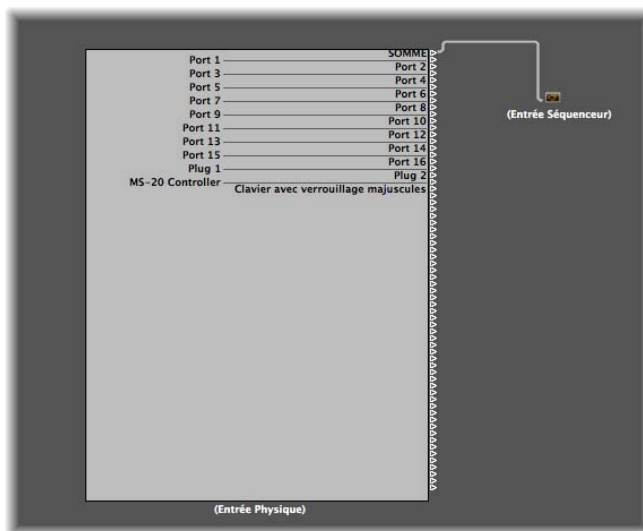 SOMME
Port 1
Port 2
Port 3
Port 4
Port 5
Port 6
Port 7
Port 8
Port 9
Port 10
Port 11
Port 12
Port 13
Port 14
Port 15
Port 16
Plug 1
Plug 2
MS-20 Controller
Clavier avec verrouillage majuscules
(Entrée Séquenceur)
(Entrée Physique)